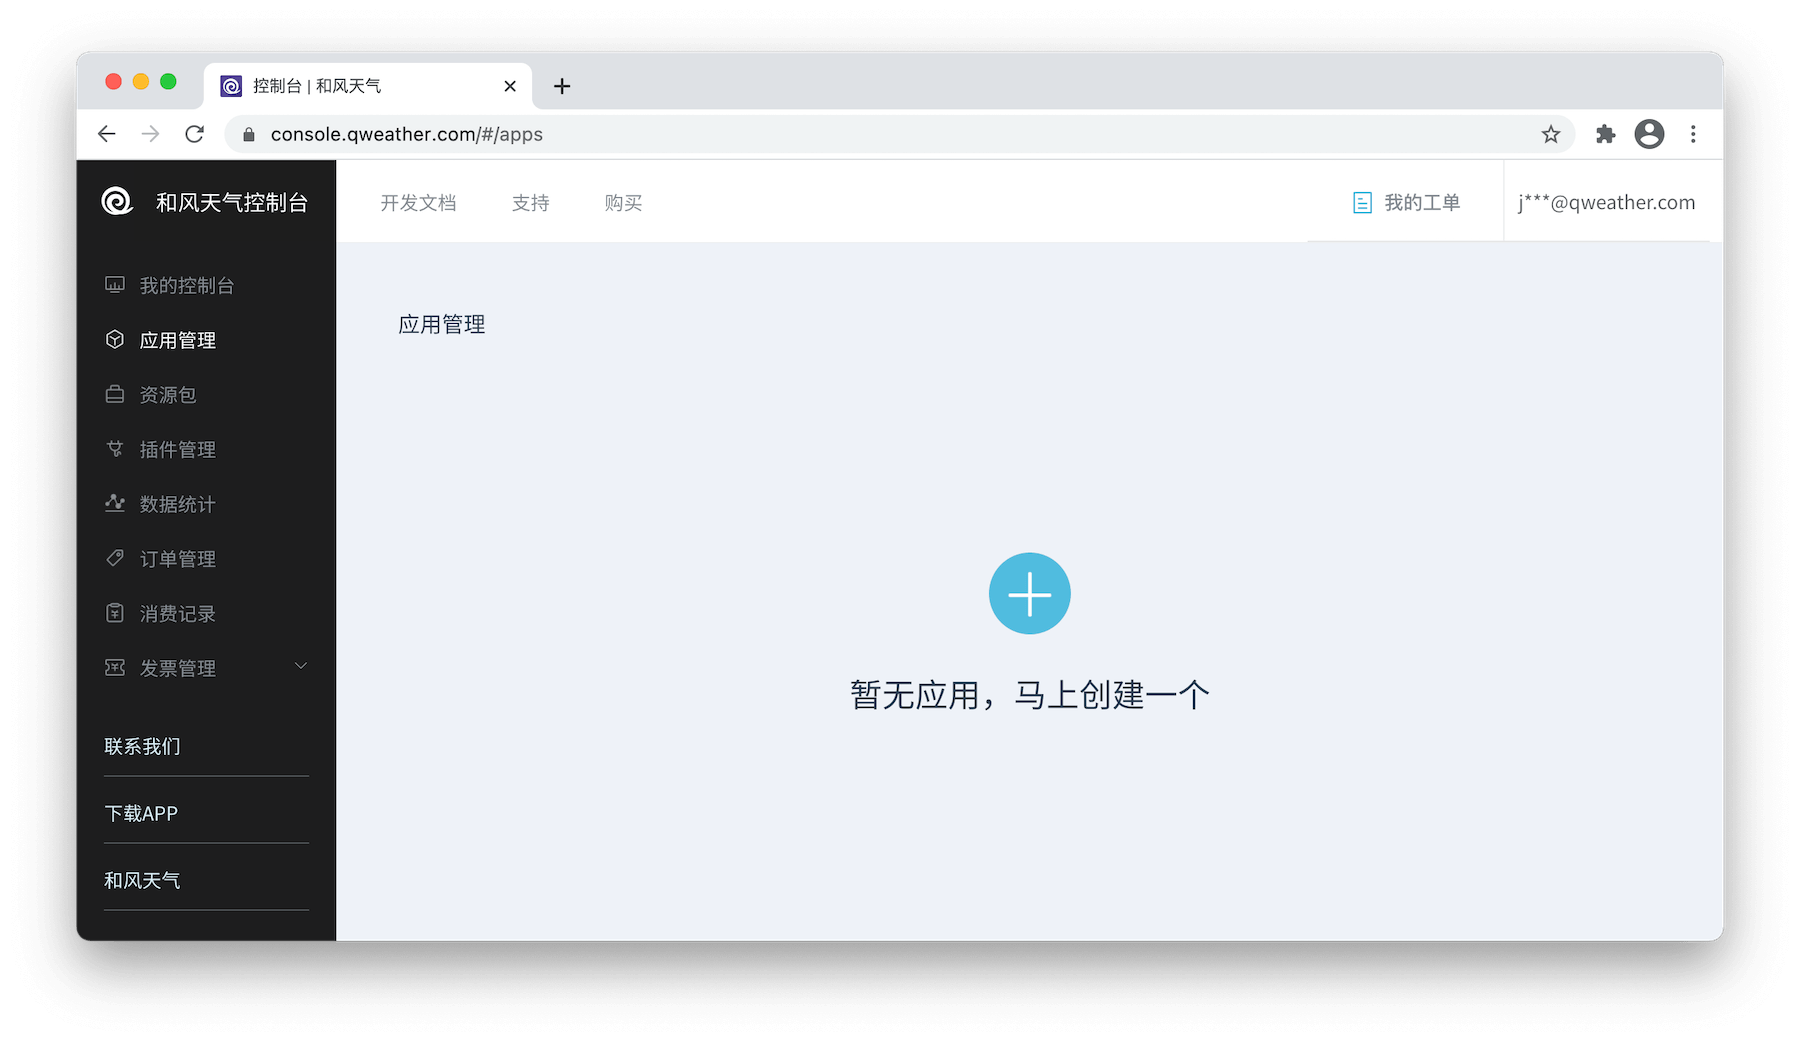 控制台 | 和风天气
console.qweather.com/#/apps
和风天气控制台
开发文档
支持
购买
我的工单
j***@qweather.com
我的控制台
应用管理
资源包
插件管理
数据统计
订单管理
消费记录
发票管理
联系我们
下载APP
和风天气
应用管理
暂无应用，马上创建一个